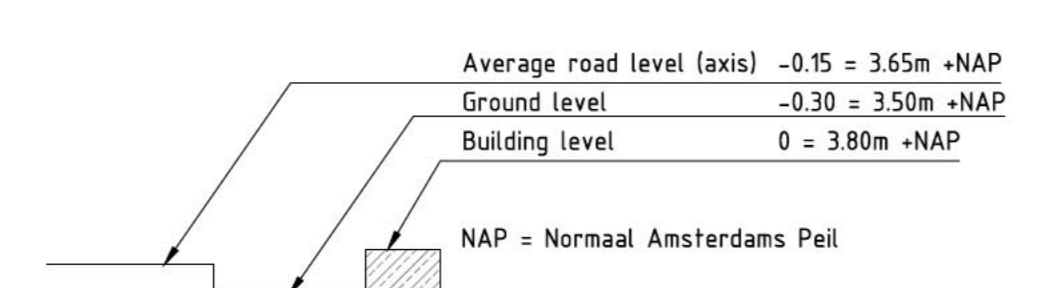 Average road level (axis) -0.15 = 3.65m +NAP
Ground level -0.30 = 3.50m +NAP
Building level 0 = 3.80m +NAP
NAP = Normaal Amsterdams Peil